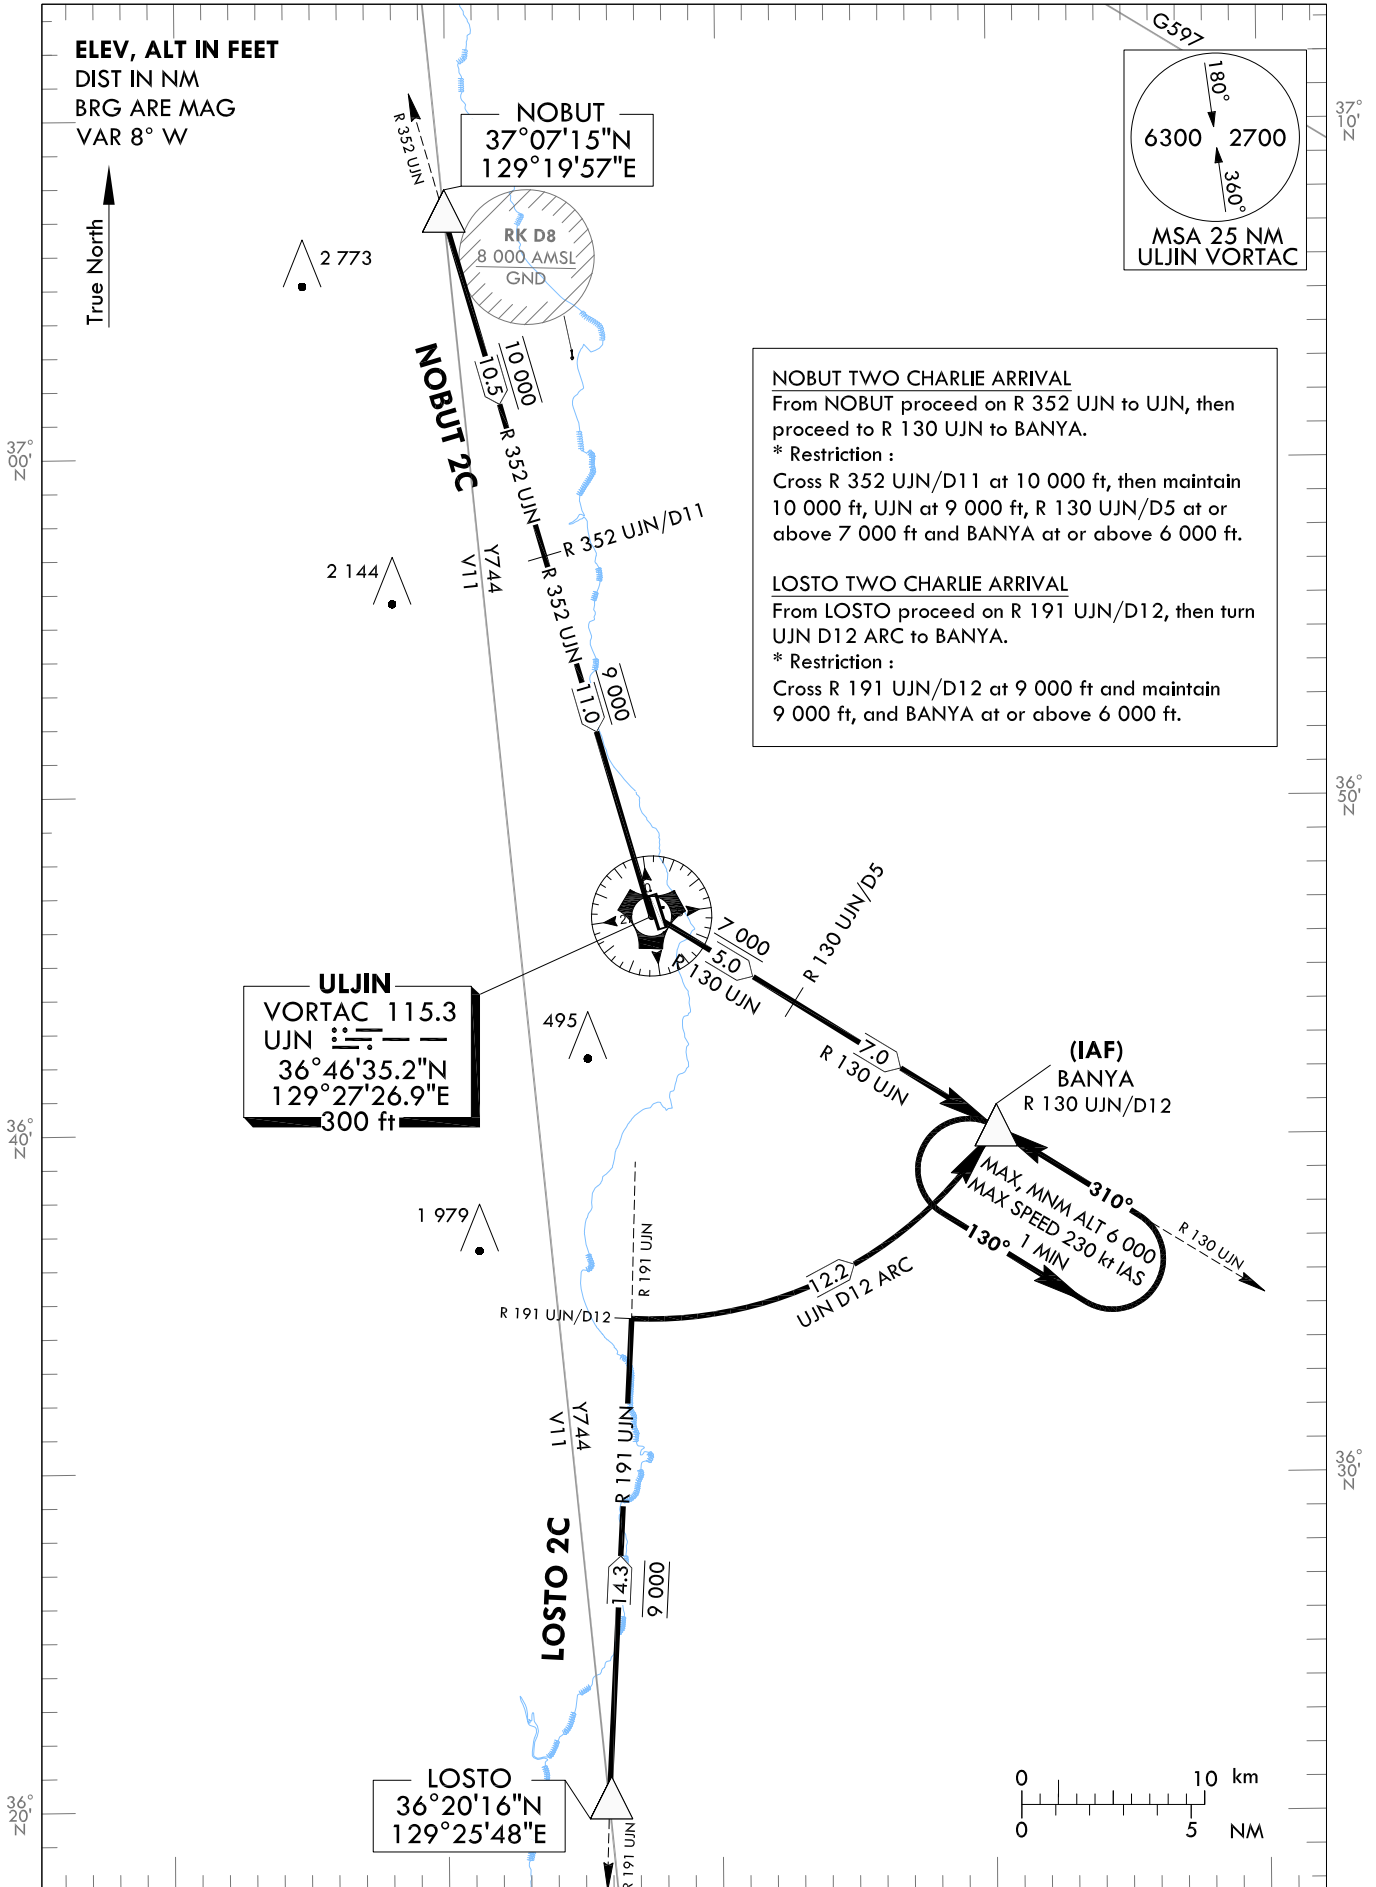 ELEV, ALT IN FEET
DIST IN NM
BRG ARE MAG
VAR 8° W
True North
G597
180°
6300 2700
360°
MSA 25 NM
ULJIN VORTAC
37°
10'
N
R 352 UJN
NOBUT
37°07'15"N
129°19'57"E
RK D8
8 000 AMSL
GND
2 773
NOBUT 2C
10.5
10 000
R 352 UJN
37°
00'
N
NOBUT TWO CHARLIE ARRIVAL
From NOBUT proceed on R 352 UJN to UJN, then
proceed to R 130 UJN to BANYA.
* Restriction :
Cross R 352 UJN/D11 at 10 000 ft, then maintain
10 000 ft, UJN at 9 000 ft, R 130 UJN/D5 at or
above 7 000 ft and BANYA at or above 6 000 ft.
LOSTO TWO CHARLIE ARRIVAL
From LOSTO proceed on R 191 UJN/D12, then turn
UJN D12 ARC to BANYA.
* Restriction :
Cross R 191 UJN/D12 at 9 000 ft and maintain
9 000 ft, and BANYA at or above 6 000 ft.
R 352 UJN/D11
Y744
V11
2 144
R 352 UJN
11.0
9 000
36°
50'
N
R 130 UJN/D5
7 000
5.0
R 130 UJN
ULJIN
VORTAC 115.3
UJN
36°46'35.2"N
129°27'26.9"E
300 ft
495
7.0
R 130 UJN
(IAF)
BANYA
R 130 UJN/D12
36°
40'
N
MAX, MNM ALT 6 000
MAX SPEED 230 kt IAS
1 MIN
310°
130°
R 130 UJN
1 979
R 191 UJN
R 191 UJN/D12
12.2
UJN D12 ARC
Y744
V11
R 191 UJN
36°
30'
N
LOSTO 2C
14.3
9 000
LOSTO
36°20'16"N
129°25'48"E
R 191 UJN
36°
20'
N
0 10 km
0 5 NM